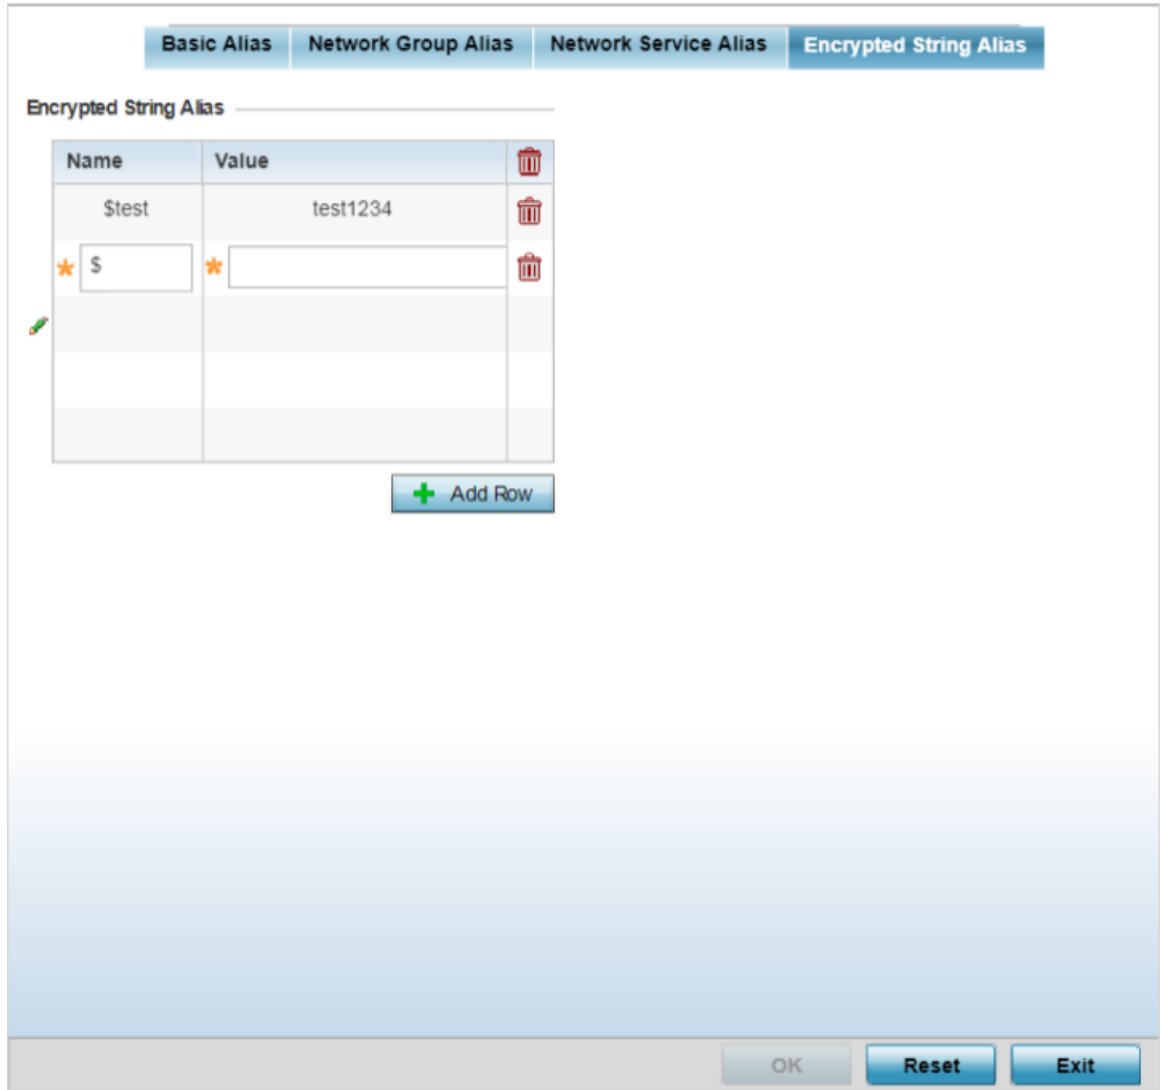 Basic Alias Network Group Alias Network Service Alias Encrypted String Alias
Encrypted String Alias
Name Value
$test test1234
* $ *
Add Row
OK Reset Exit